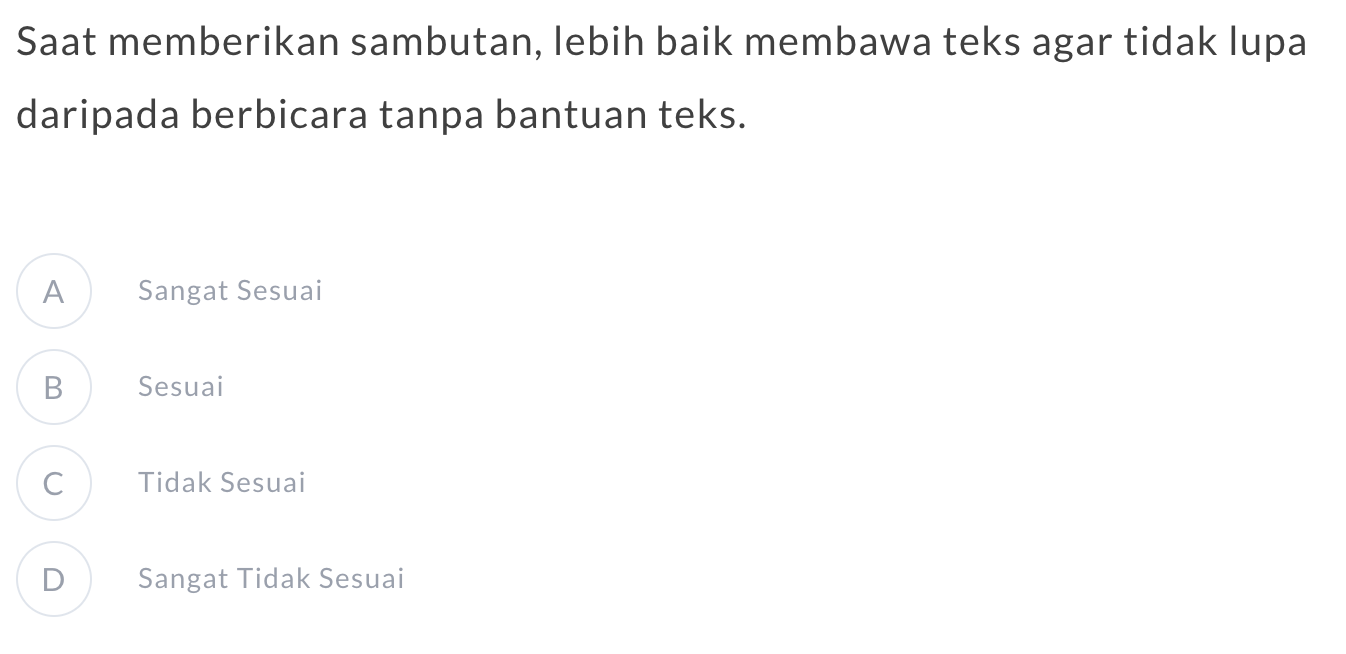 Saat memberikan sambutan, lebih baik membawa teks agar tidak lupa
daripada berbicara tanpa bantuan teks.
A Sangat Sesuai
B Sesuai
C Tidak Sesuai
D Sangat Tidak Sesuai